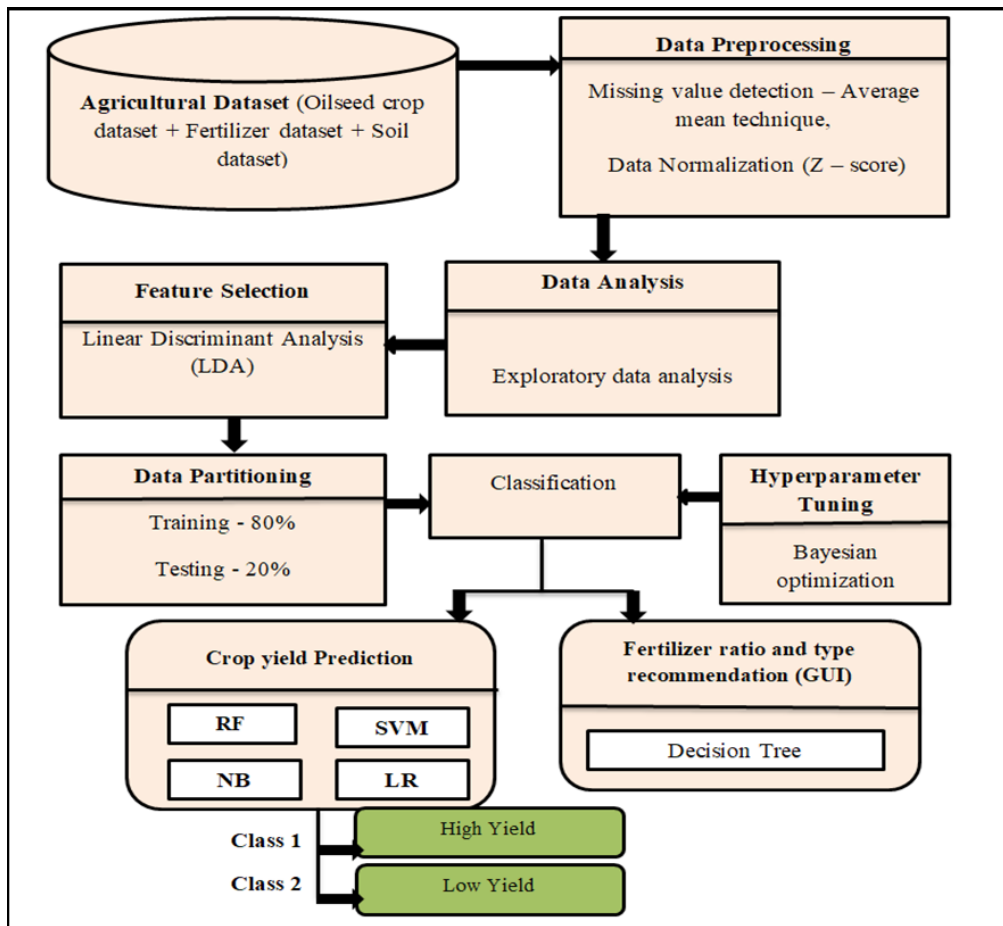 Agricultural Dataset (Oilseed crop
dataset + Fertilizer dataset + Soil
dataset)
Data Preprocessing
Missing value detection – Average
mean technique,
Data Normalization (Z – score)
Data Analysis
Exploratory data analysis
Feature Selection
Linear Discriminant Analysis
(LDA)
Data Partitioning
Training - 80%
Testing - 20%
Classification
Hyperparameter
Tuning
Bayesian
optimization
Crop yield Prediction
RF
SVM
NB
LR
Fertilizer ratio and type
recommendation (GUI)
Decision Tree
Class 1
High Yield
Class 2
Low Yield